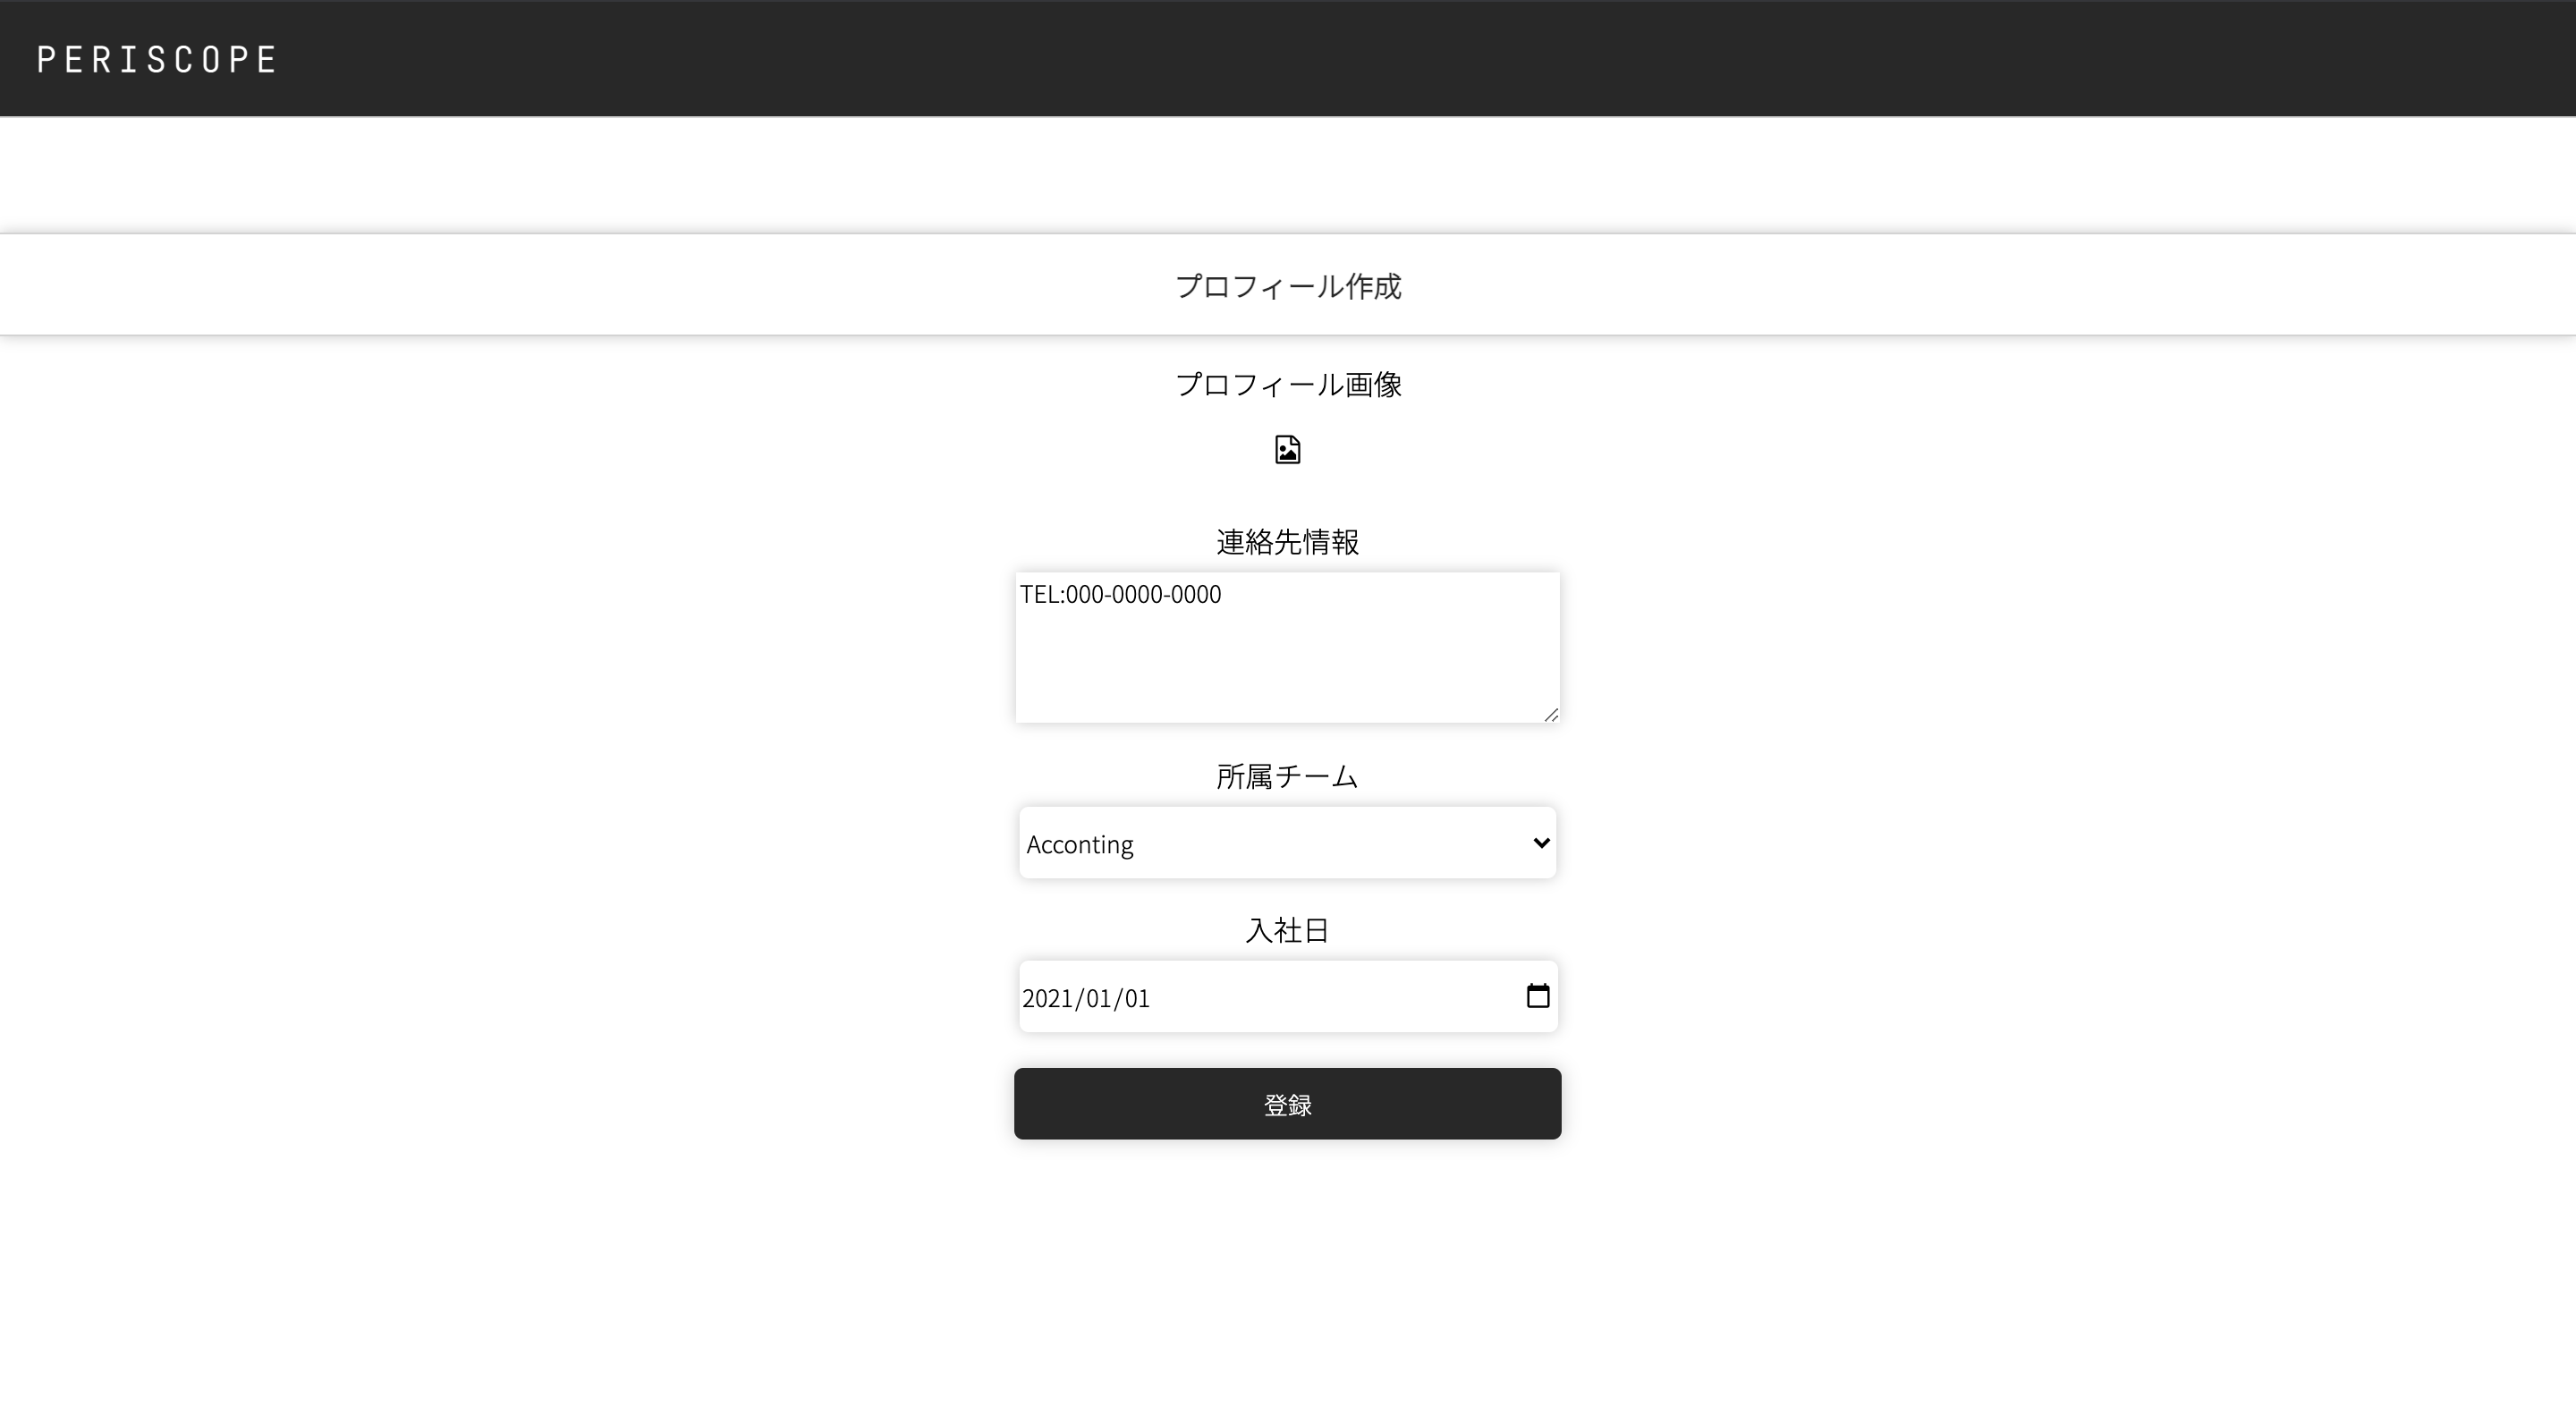 PERISCOPE
プロフィール作成
プロフィール画像
連絡先情報
TEL:000-0000-0000
所属チーム
Acconting
入社日
2021/01/01
登録